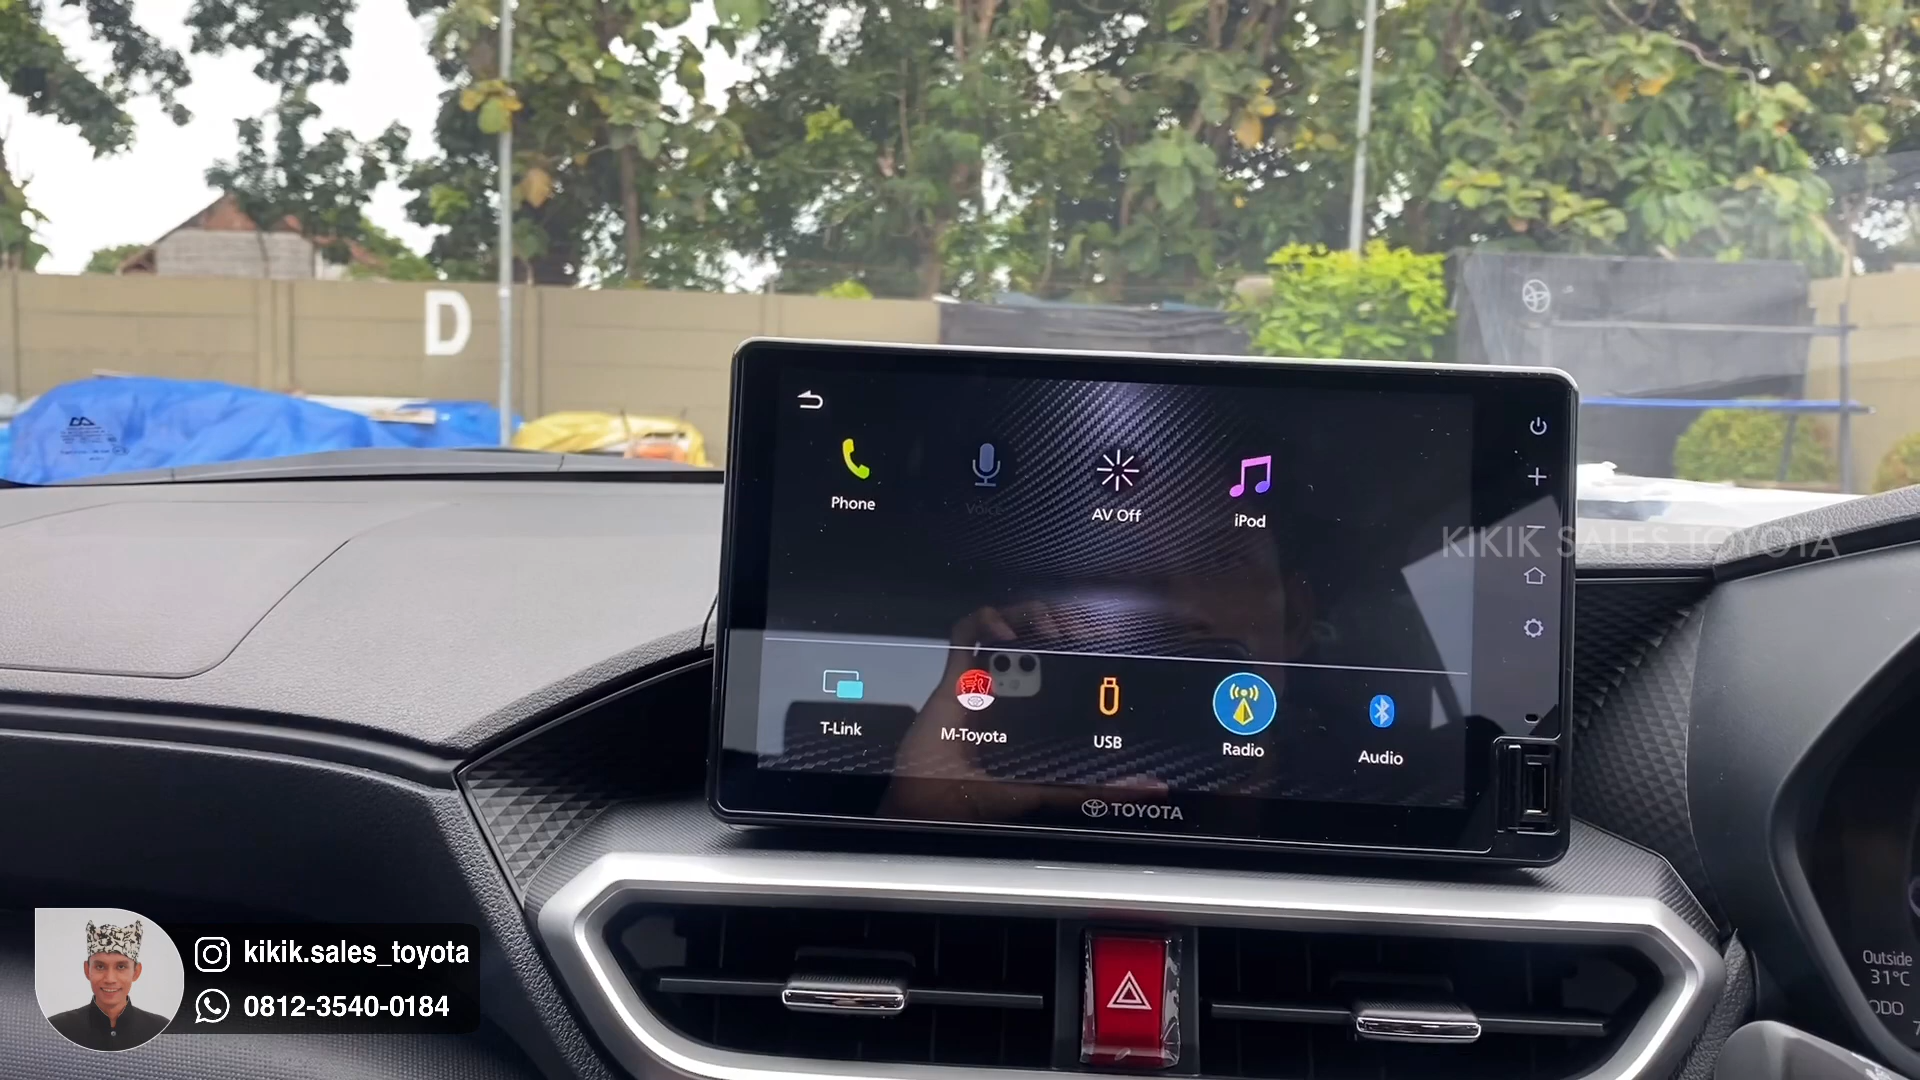 D
Phone
Voice
AV Off
iPod
KIKIK SALES TOYOTA
T-Link
M-Toyota
USB
Radio
Audio
TOYOTA
kikik.sales_toyota
0812-3540-0184
Outside
31°C
ODO